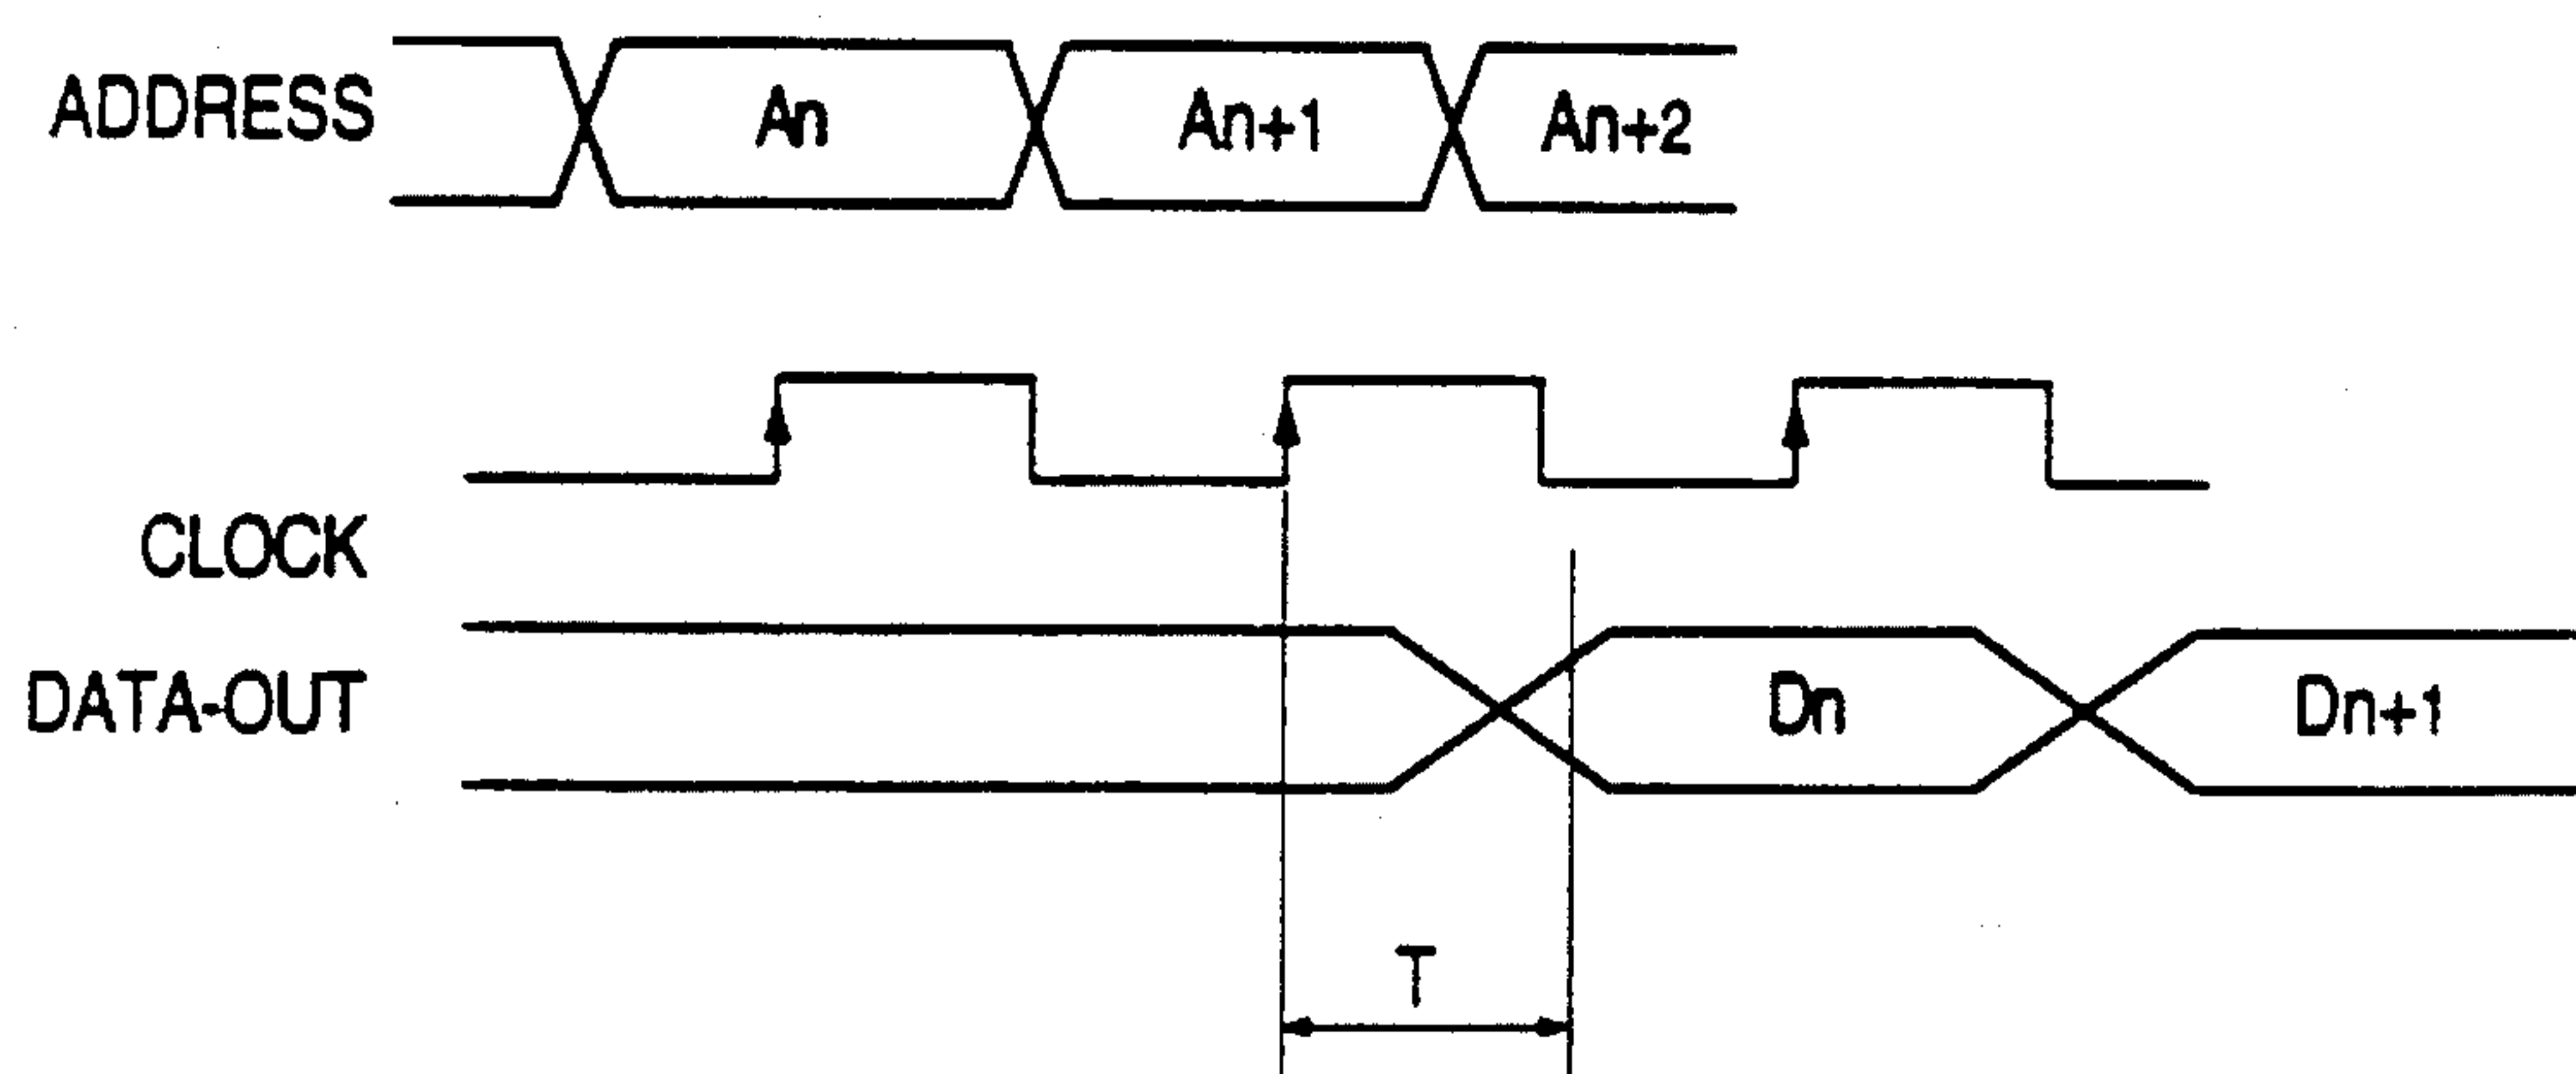 ADDRESS An An+1 An+2
CLOCK
DATA-OUT Dn Dn+1
T